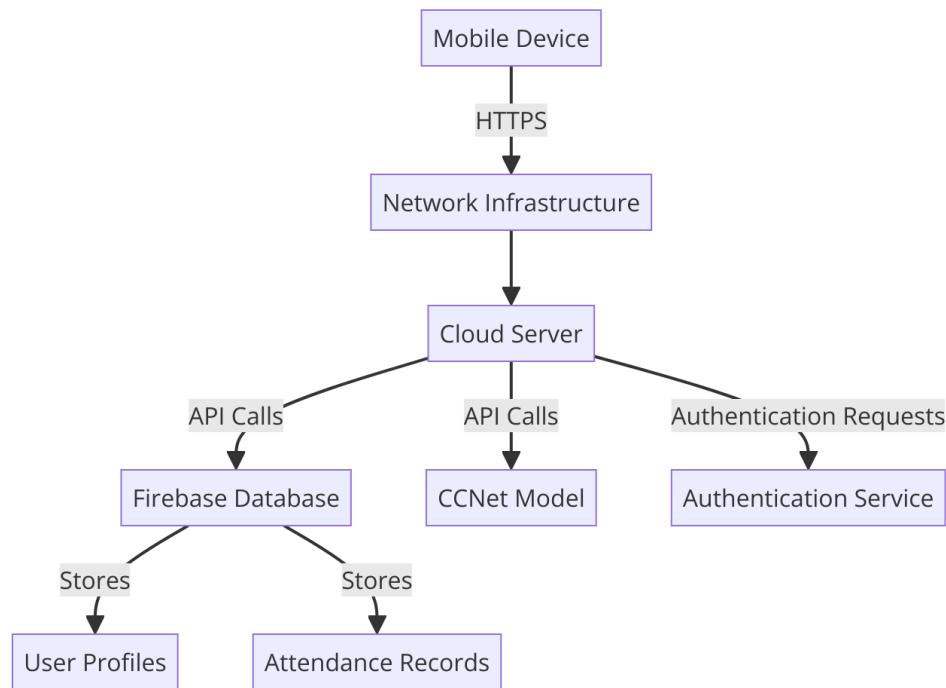 Mobile Device
HTTPS
Network Infrastructure
Cloud Server
API Calls
API Calls
Authentication Requests
Firebase Database
CCNet Model
Authentication Service
Stores
Stores
User Profiles
Attendance Records